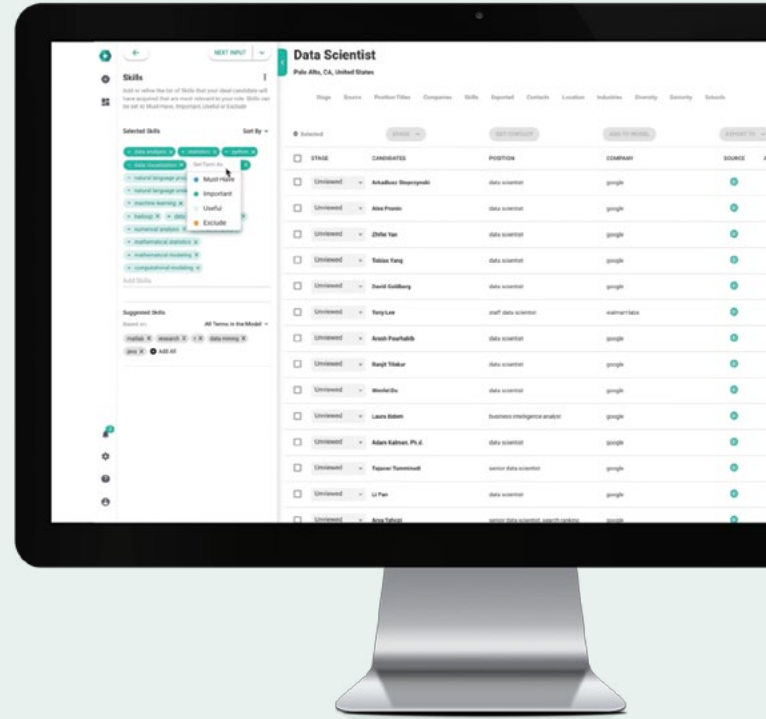 NEXT INPUT
Skills
Add or refine the list of Skills that your ideal candidate will
have acquired that are most relevant to your role. Skills can
be set to Must-Have, Important, Useful or Exclude
Selected Skills
Sort By
data analysis x statistics x python x
data visualization x
Set Term As
Must-Have
Important
Useful
Exclude
natural language
natural language
machine learning x
hadoop x
numerical analysis x
mathematical statistics x
mathematical modeling x
computational modeling x
Add Skills
Suggested Skills
Based on:
All Terms in the Model
matlab x research x r x data mining x
java x Add All
2
Data Scientist
Palo Alto, CA, United States
Stage Source Position Titles Companies Skills Exported Contacts Location Industries Diversity Seniority Schools
0 Selected STAGE GET CONTACT ADD TO MODEL EXPORT TO
STAGE CANDIDATES POSITION COMPANY SOURCE
Unviewed Arkadiusz Stopczynski data scientist google
Unviewed Alex Pronin data scientist google
Unviewed Zhifei Yan data scientist google
Unviewed Tobias Yang data scientist google
Unviewed David Goldberg data scientist google
Unviewed Tony Lee staff data scientist walmart labs
Unviewed Arash Pourhabib data scientist google
Unviewed Ranjit Tilakar data scientist google
Unviewed Wenfei Du data scientist google
Unviewed Laura business intelligence analyst google
Unviewed Adam Kalman, Ph.d. data scientist google
Unviewed senior data scientist google
Unviewed Li Pan data scientist google
Unviewed senior data scientist, search ranking google